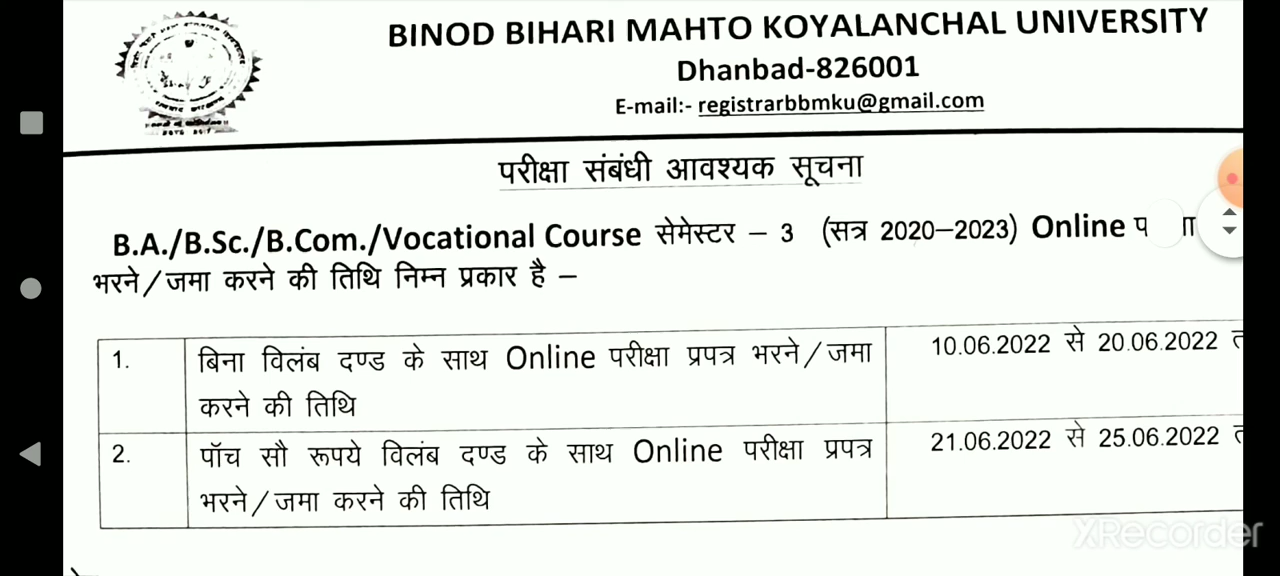 BINOD BIHARI MAHTO KOYALANCHAL UNIVERSITY
Dhanbad-826001
E-mail:- registrarbbmku@gmail.com
परीक्षा संबंधी आवश्यक सूचना
B.A./B.Sc./B.Com./Vocational Course सेमेस्टर – 3 (सत्र 2020–2023) Online
भरने/जमा करने की तिथि निम्न प्रकार है –
1. बिना विलंब दण्ड के साथ Online परीक्षा प्रपत्र भरने/जमा 10.06.2022 से 20.06.2022
करने की तिथि
2. पॉच सौ रूपये विलंब दण्ड के साथ Online परीक्षा प्रपत्र 21.06.2022 से 25.06.2022
भरने/जमा करने की तिथि
XRecorder